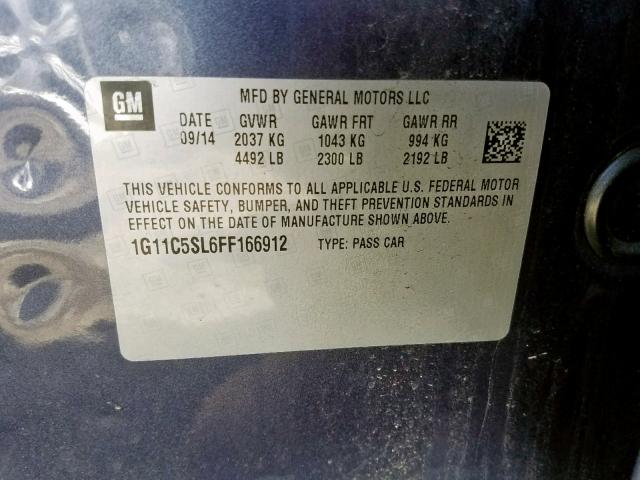 GM MFD BY GENERAL MOTORS LLC
DATE GVWR GAWR FRT GAWR RR
09/14 2037 KG 1043 KG 994 KG
4492 LB 2300 LB 2192 LB
THIS VEHICLE CONFORMS TO ALL APPLICABLE U.S. FEDERAL MOTOR
VEHICLE SAFETY, BUMPER, AND THEFT PREVENTION STANDARDS IN
EFFECT ON THE DATE OF MANUFACTURE SHOWN ABOVE.
1G11C5SL6FF166912 TYPE: PASS CAR